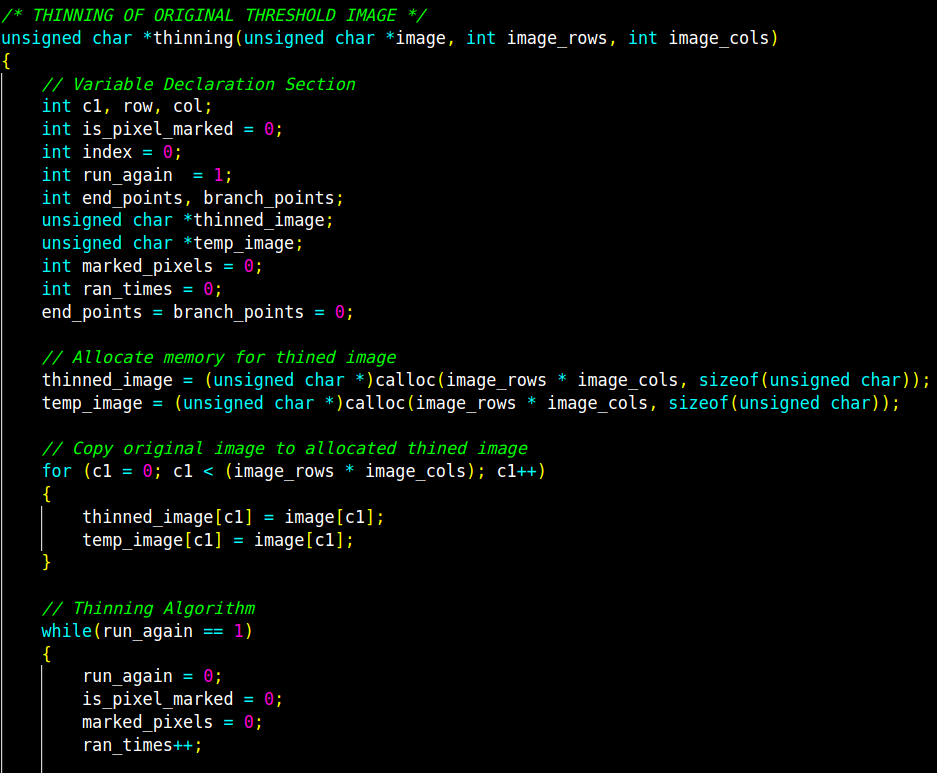 /* THINNING OF ORIGINAL THRESHOLD IMAGE */
unsigned char *thinning(unsigned char *image, int image_rows, int image_cols)
{
    // Variable Declaration Section
    int c1, row, col;
    int is_pixel_marked = 0;
    int index = 0;
    int run_again  = 1;
    int end_points, branch_points;
    unsigned char *thinned_image;
    unsigned char *temp_image;
    int marked_pixels = 0;
    int ran_times = 0;
    end_points = branch_points = 0;

    // Allocate memory for thined image
    thinned_image = (unsigned char *)calloc(image_rows * image_cols, sizeof(unsigned char));
    temp_image = (unsigned char *)calloc(image_rows * image_cols, sizeof(unsigned char));

    // Copy original image to allocated thined image
    for (c1 = 0; c1 < (image_rows * image_cols); c1++)
    {
        thinned_image[c1] = image[c1];
        temp_image[c1] = image[c1];
    }

    // Thinning Algorithm
    while(run_again == 1)
    {
        run_again = 0;
        is_pixel_marked = 0;
        marked_pixels = 0;
        ran_times++;